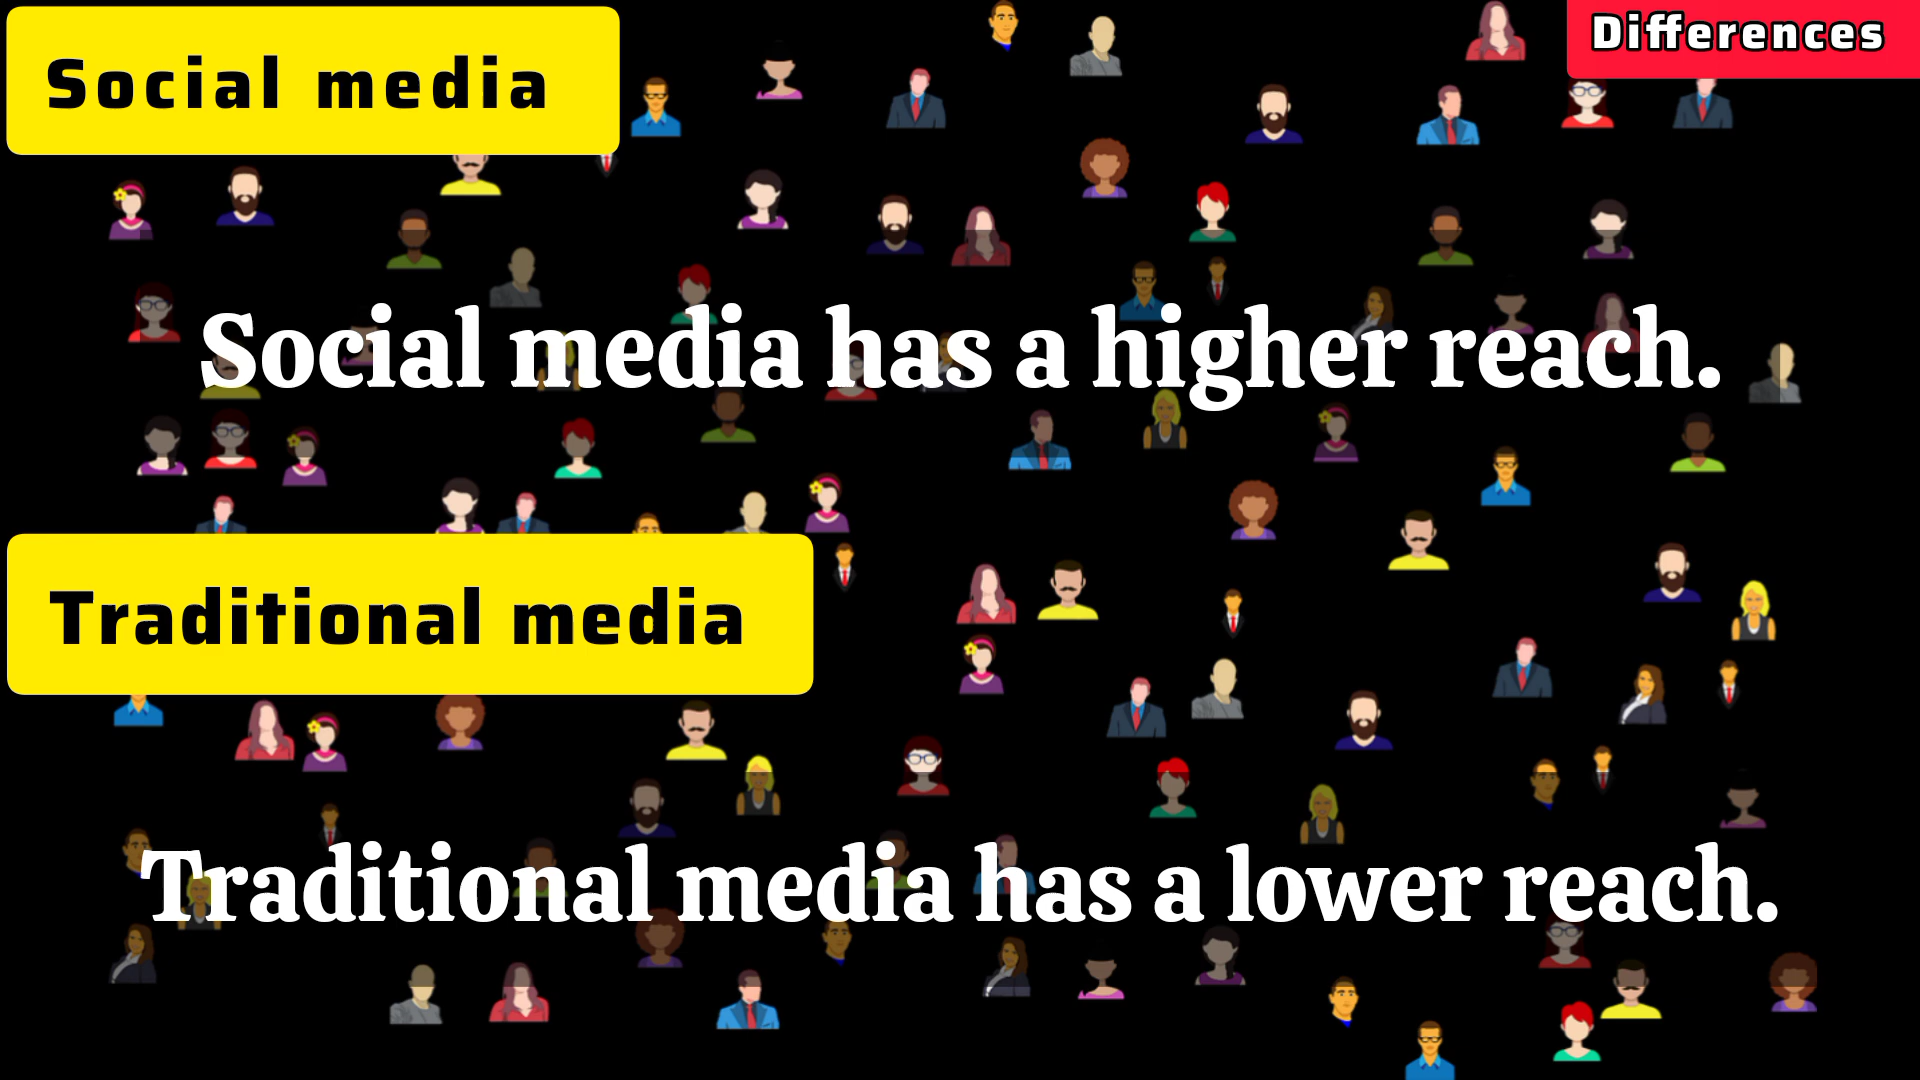 Differences
Social media
Social media has a higher reach.
Traditional media
Traditional media has a lower reach.